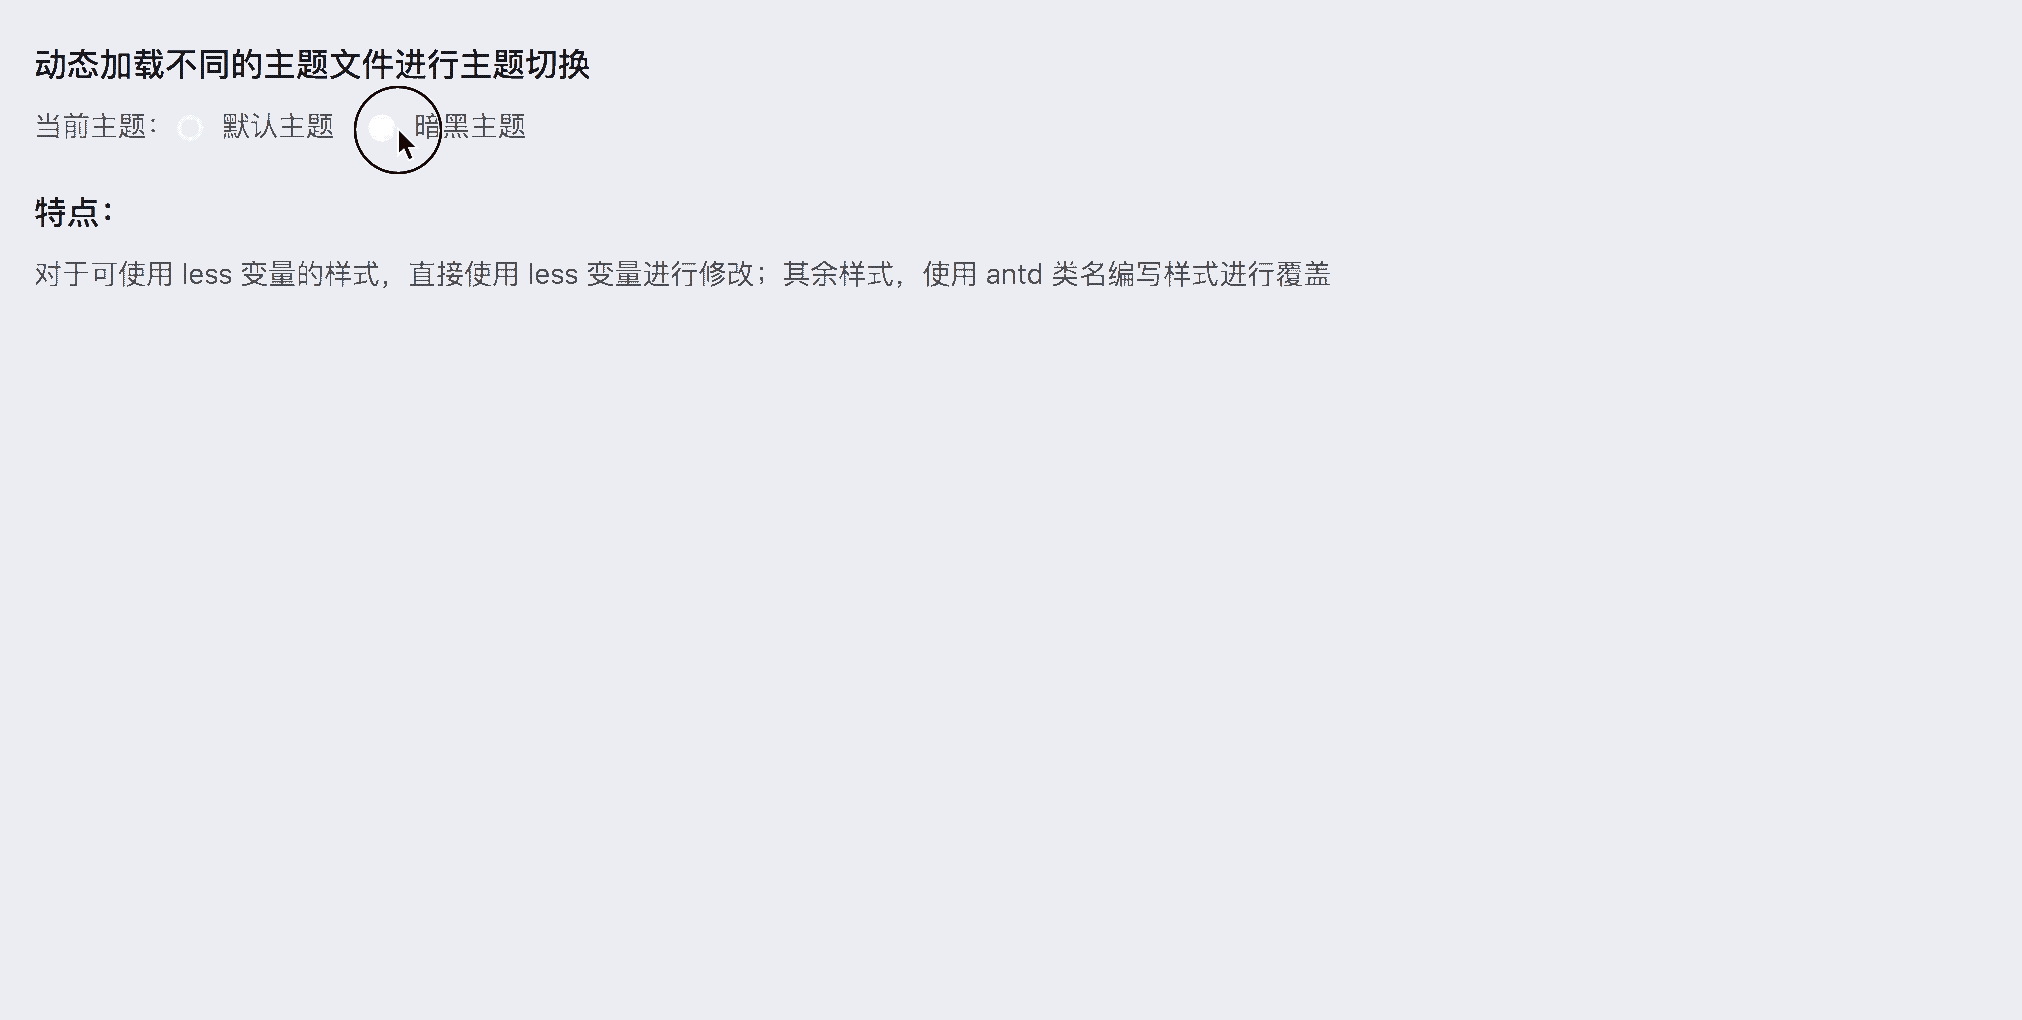 动态加载不同的主题文件进行主题切换
当前主题： 默认主题 暗黑主题
特点：
对于可使用 less 变量的样式，直接使用 less 变量进行修改；其余样式，使用 antd 类名编写样式进行覆盖